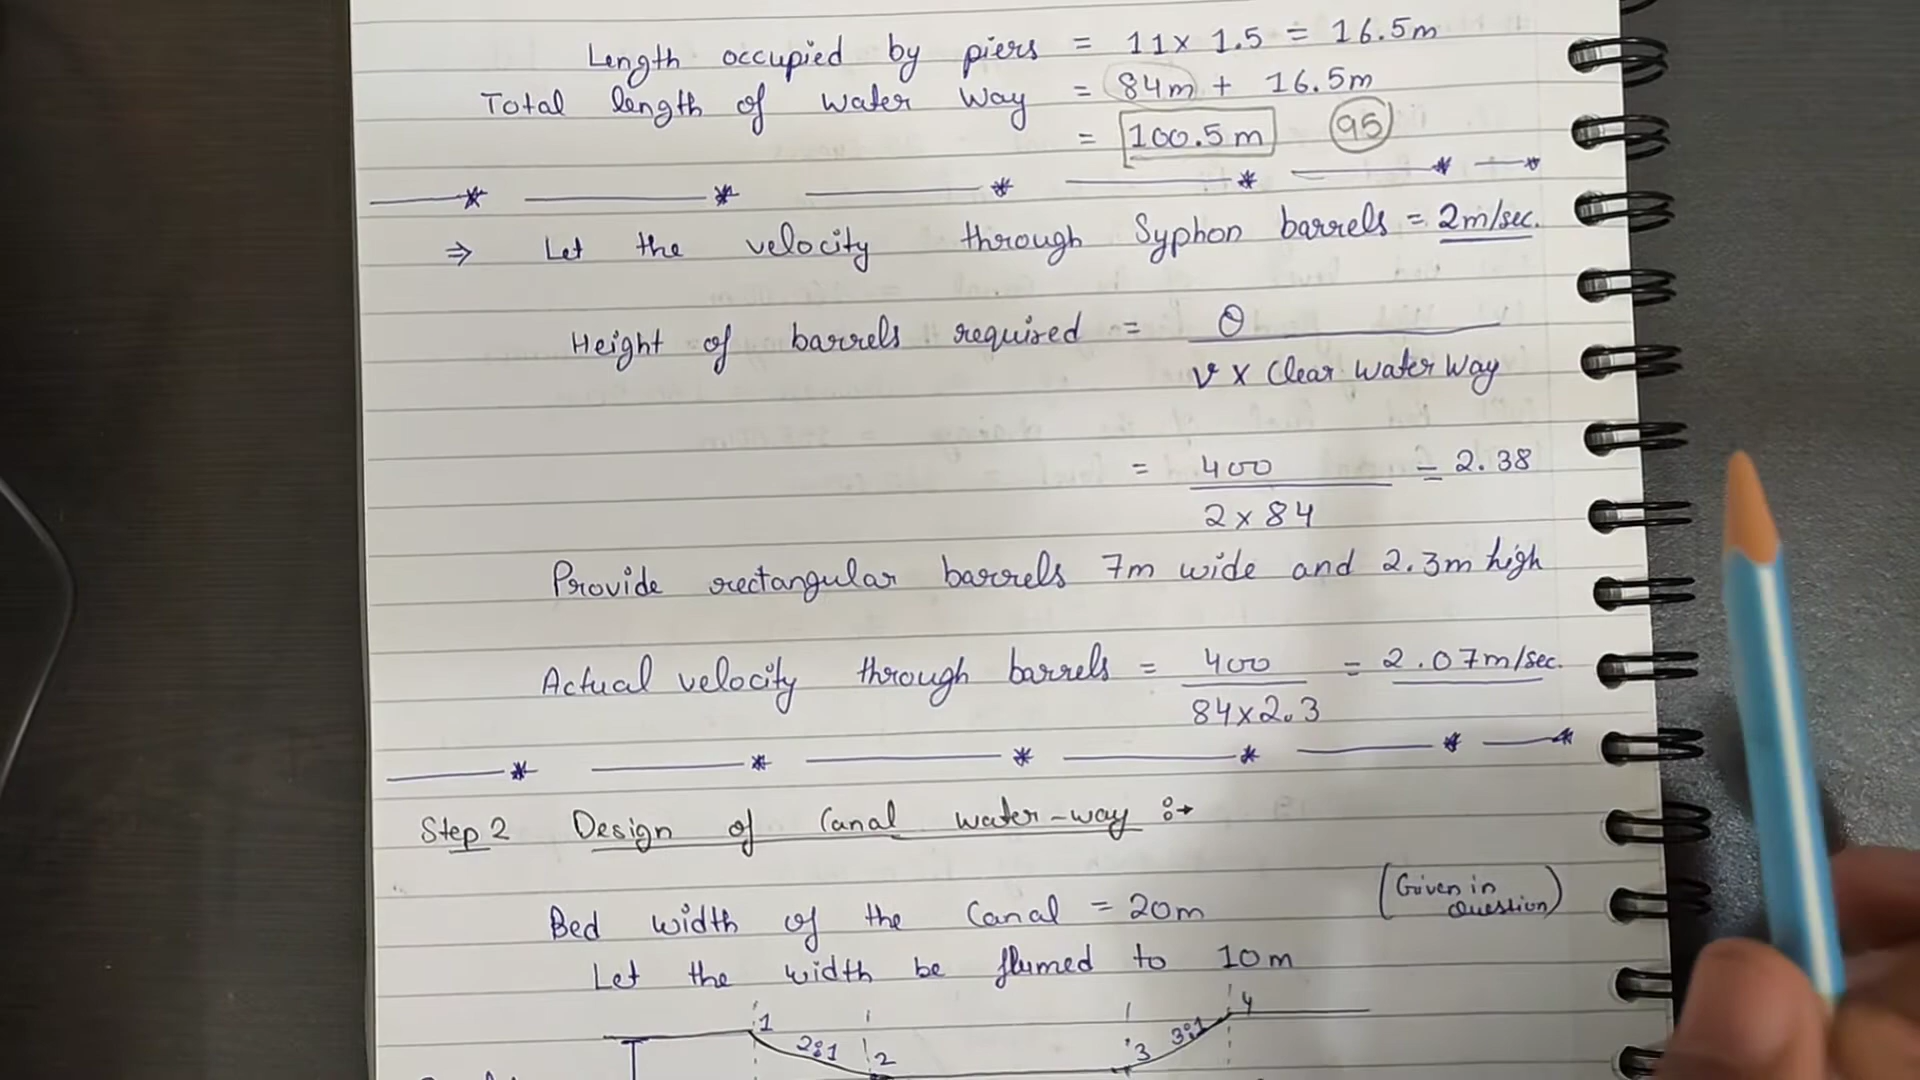 Length occupied by piers = 11 x 1.5 = 16.5m
Total length of water way = 84m + 16.5m
= 100.5 m 95
⇒ Let the velocity through Syphon barrels = 2m/sec.
Height of barrels required = Q
v x Clear water way
= 400 = 2.38
2 x 84
Provide rectangular barrels 7m wide and 2.3m high
Actual velocity through barrels = 400 = 2.07m/sec.
84x2.3
Step 2 Design of Canal water-way :→
Bed width of the Canal = 20m (Given in Question)
Let the width be flumed to 10m
1 2:1 2 3 3:1 4